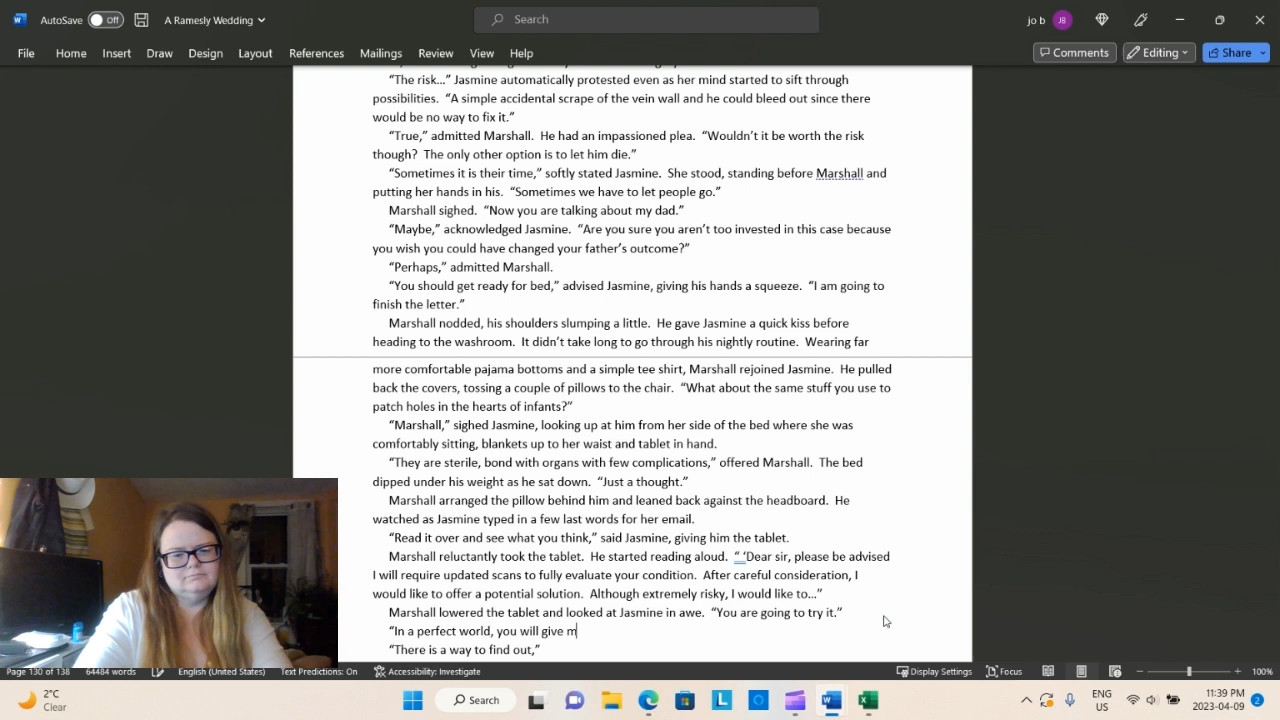 AutoSave Off A Ramesly Wedding Search jo b JB
File Home Insert Draw Design Layout References Mailings Review View Help Comments Editing Share
“The risk…” Jasmine automatically protested even as her mind started to sift through
possibilities. “A simple accidental scrape of the vein wall and he could bleed out since there
would be no way to fix it.”
“True,” admitted Marshall. He had an impassioned plea. “Wouldn’t it be worth the risk
though? The only other option is to let him die.”
“Sometimes it is their time,” softly stated Jasmine. She stood, standing before Marshall and
putting her hands in his. “Sometimes we have to let people go.”
Marshall sighed. “Now you are talking about my dad.”
“Maybe,” acknowledged Jasmine. “Are you sure you aren’t too invested in this case because
you wish you could have changed your father’s outcome?”
“Perhaps,” admitted Marshall.
“You should get ready for bed,” advised Jasmine, giving his hands a squeeze. “I am going to
finish the letter.”
Marshall nodded, his shoulders slumping a little. He gave Jasmine a quick kiss before
heading to the washroom. It didn’t take long to go through his nightly routine. Wearing far
more comfortable pajama bottoms and a simple tee shirt, Marshall rejoined Jasmine. He pulled
back the covers, tossing a couple of pillows to the chair. “What about the same stuff you use to
patch holes in the hearts of infants?”
“Marshall,” sighed Jasmine, looking up at him from her side of the bed where she was
comfortably sitting, blankets up to her waist and tablet in hand.
“They are sterile, bond with organs with few complications,” offered Marshall. The bed
dipped under his weight as he sat down. “Just a thought.”
Marshall arranged the pillow behind him and leaned back against the headboard. He
watched as Jasmine typed in a few last words for her email.
“Read it over and see what you think,” said Jasmine, giving him the tablet.
Marshall reluctantly took the tablet. He started reading aloud. “ ‘Dear sir, please be advised
I will require updated scans to fully evaluate your condition. After careful consideration, I
would like to offer a potential solution. Although extremely risky, I would like to…”
Marshall lowered the tablet and looked at Jasmine in awe. “You are going to try it.”
“In a perfect world, you will give m
“There is a way to find out,”
Page 130 of 138 64484 words English (United States) Text Predictions: On Accessibility: Investigate Display Settings Focus 100%
2°C
Clear
Search
ENG
US
11:39 PM
2023-04-09
2